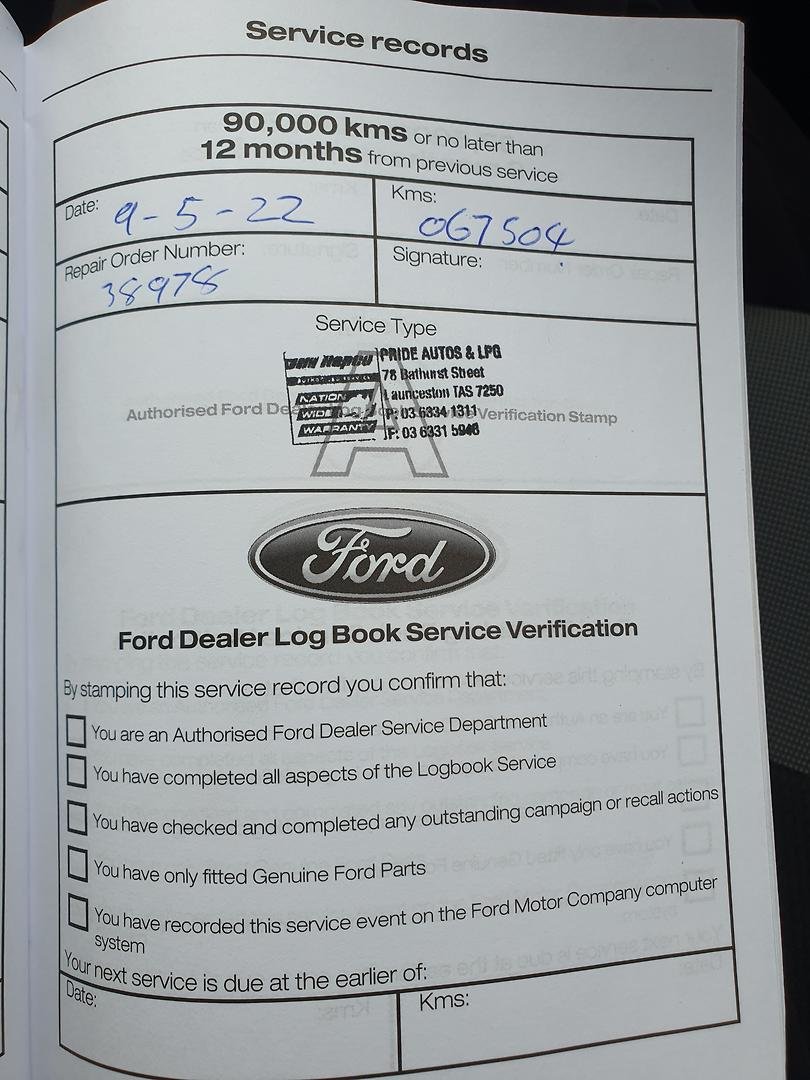 Service records
90,000 kms or no later than
12 months from previous service
Date: 9-5-22
Kms: 067504
Repair Order Number: 38978
Signature:
Service Type
A
PRIDE AUTOS & LPG
78 Bathurst Street
Launceston TAS 7250
P: 03 6334 1311
F: 03 6331 5946
NATION
WIDE
WARRANTY
Authorised Ford Dealer Log Verification Stamp
Ford
Ford Dealer Log Book Service Verification
By stamping this service record you confirm that:
You are an Authorised Ford Dealer Service Department
You have completed all aspects of the Logbook Service
You have checked and completed any outstanding campaign or recall actions
You have only fitted Genuine Ford Parts
You have recorded this service event on the Ford Motor Company computer
system
Your next service is due at the earlier of:
Date:
Kms: